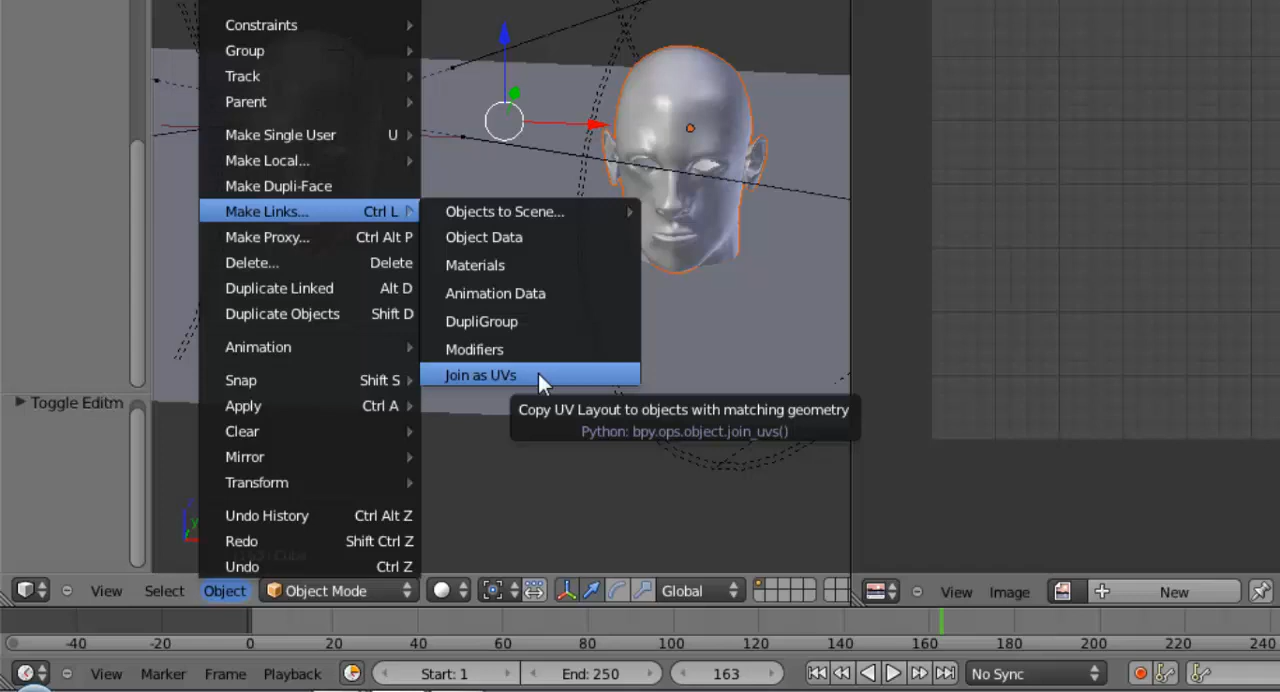 Constraints
Group
Track
Parent
Make Single User U
Make Local...
Make Dupli-Face
Make Links... Ctrl L
Make Proxy... Ctrl Alt P
Delete... Delete
Duplicate Linked Alt D
Duplicate Objects Shift D
Animation
Snap Shift S
Apply Ctrl A
Clear
Mirror
Transform
Undo History Ctrl Alt Z
Redo Shift Ctrl Z
Undo Ctrl Z
Objects to Scene...
Object Data
Materials
Animation Data
DupliGroup
Modifiers
Join as UVs
Copy UV Layout to objects with matching geometry
Python: bpy.ops.object.join_uvs()
Toggle Editm
View Select Object Object Mode Global
View Image New
-40 -20 0 20 40 60 80 100 120 140 160 180 200 220 240
View Marker Frame Playback Start: 1 End: 250 163 No Sync